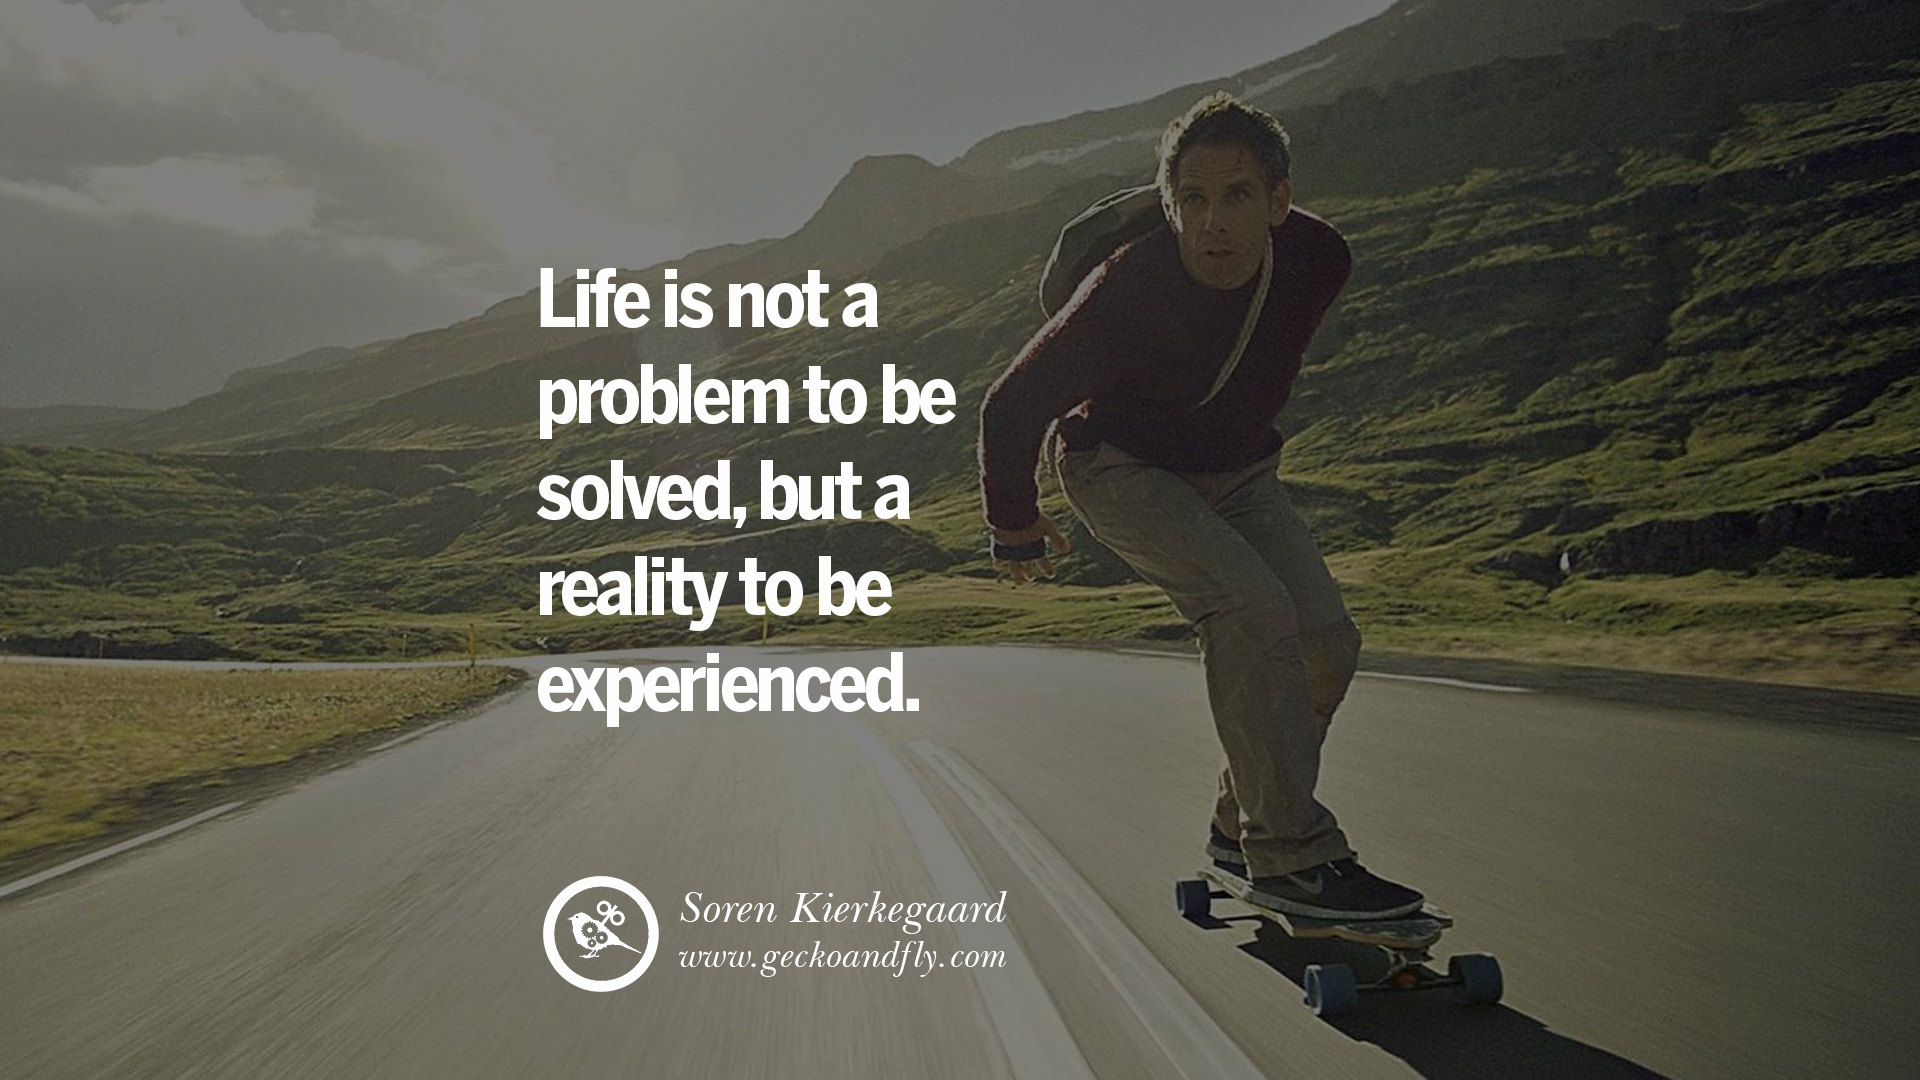 Life is not a
problem to be
solved, but a
reality to be
experienced.
Soren Kierkegaard
www.geckoandfly.com